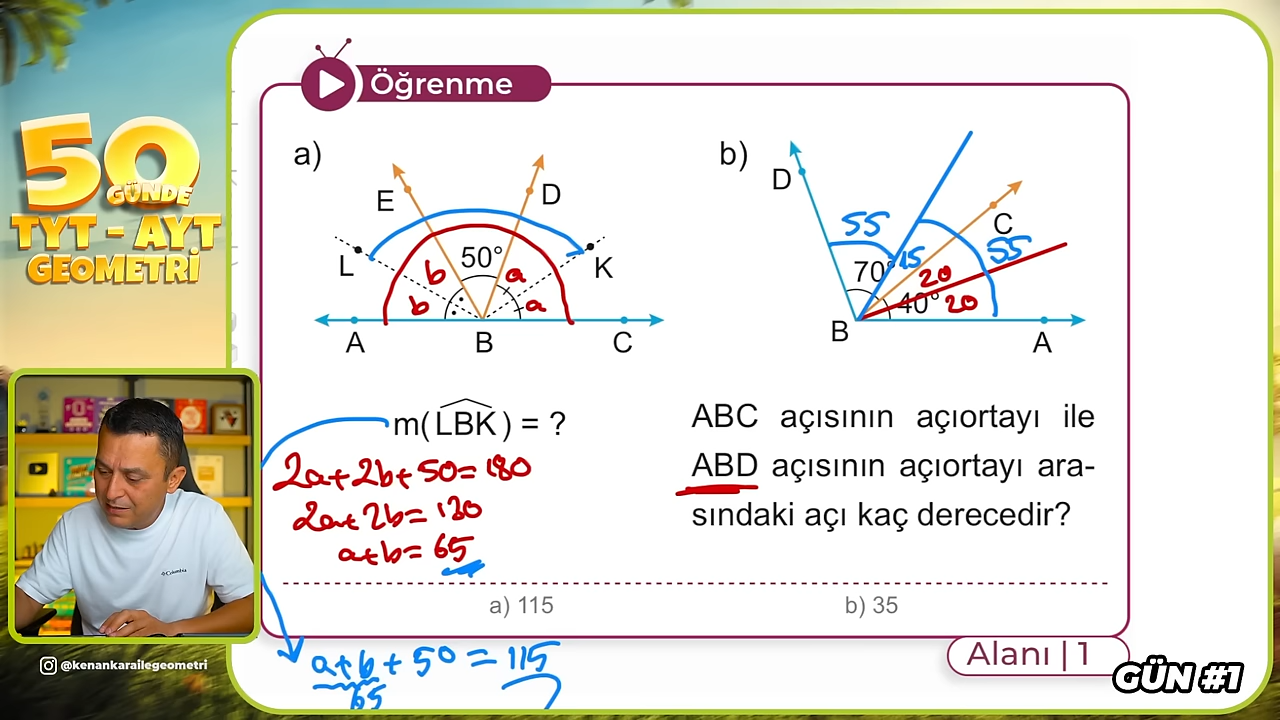 50
GÜNDE
TYT - AYT
GEOMETRİ
Öğrenme
a)
E
D
L
K
50°
b
a
b
a
A
B
C
m(LBK) = ?
2a+2b+50=180
2a+2b=130
a+b=65
a) 115
a+b+50=115
65
b)
D
C
55
70°
15
55
20
40°
20
B
A
ABC açısının açıortayı ile
ABD açısının açıortayı ara-
sındaki açı kaç derecedir?
b) 35
Alanı | 1
GÜN #1
@kenankarailegeometri
Columbia